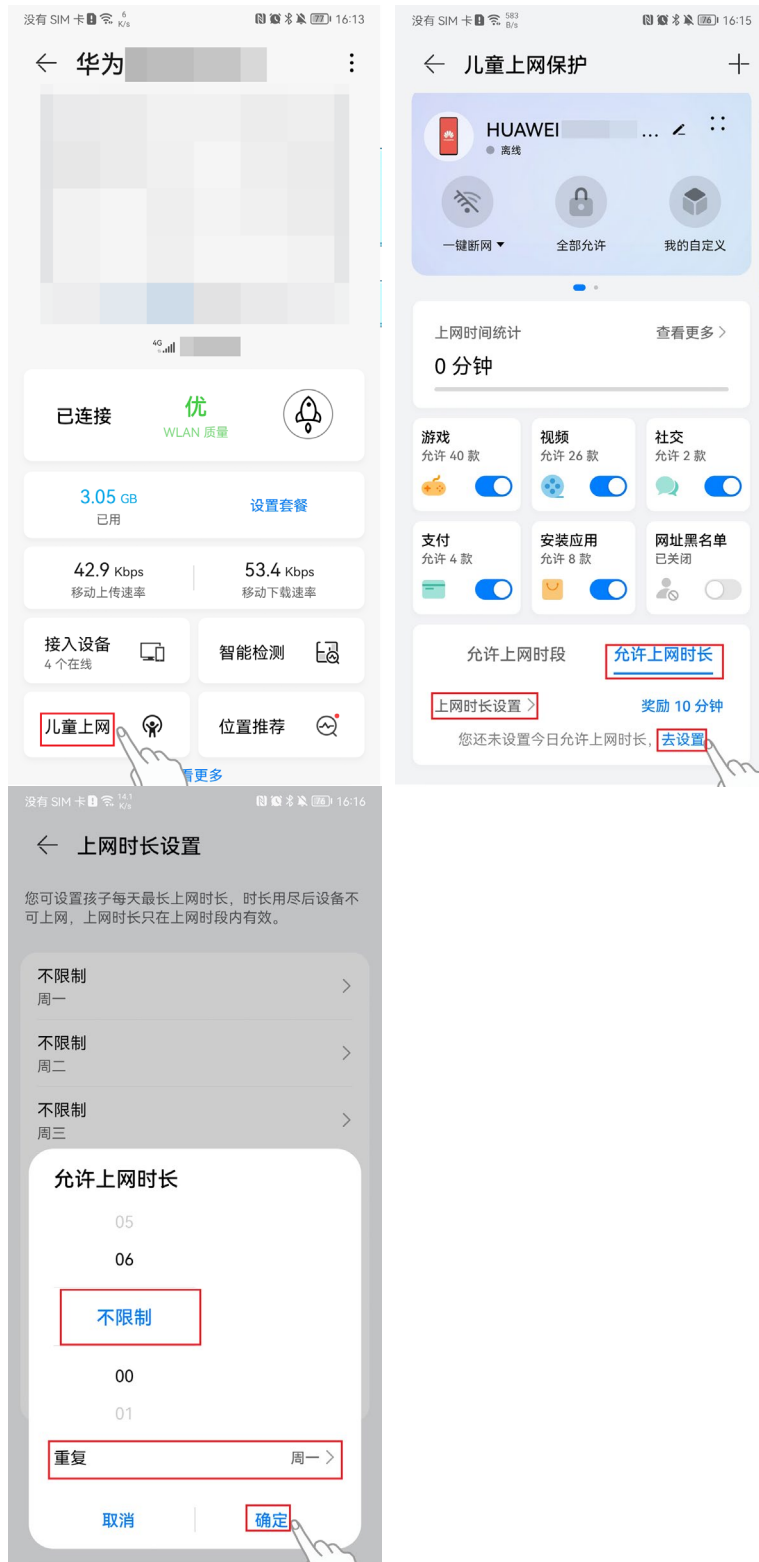 没有 SIM 卡 6 K/s 77 16:13
华为
4G
已连接
优
WLAN 质量
3.05 GB
已用
设置套餐
42.9 Kbps
移动上传速率
53.4 Kbps
移动下载速率
接入设备
4 个在线
智能检测
儿童上网
位置推荐
看更多
没有 SIM 卡 583 B/s 76 16:15
儿童上网保护
HUAWEI ...
离线
一键断网
全部允许
我的自定义
上网时间统计
查看更多
0 分钟
游戏
允许 40 款
视频
允许 26 款
社交
允许 2 款
支付
允许 4 款
安装应用
允许 8 款
网址黑名单
已关闭
允许上网时段
允许上网时长
上网时长设置
奖励 10 分钟
您还未设置今日允许上网时长，去设置
没有 SIM 卡 14.1 K/s 76 16:16
上网时长设置
您可设置孩子每天最长上网时长，时长用尽后设备不
可上网，上网时长只在上网时段内有效。
不限制
周一
不限制
周二
不限制
周三
允许上网时长
05
06
不限制
00
01
重复
周一
取消
确定